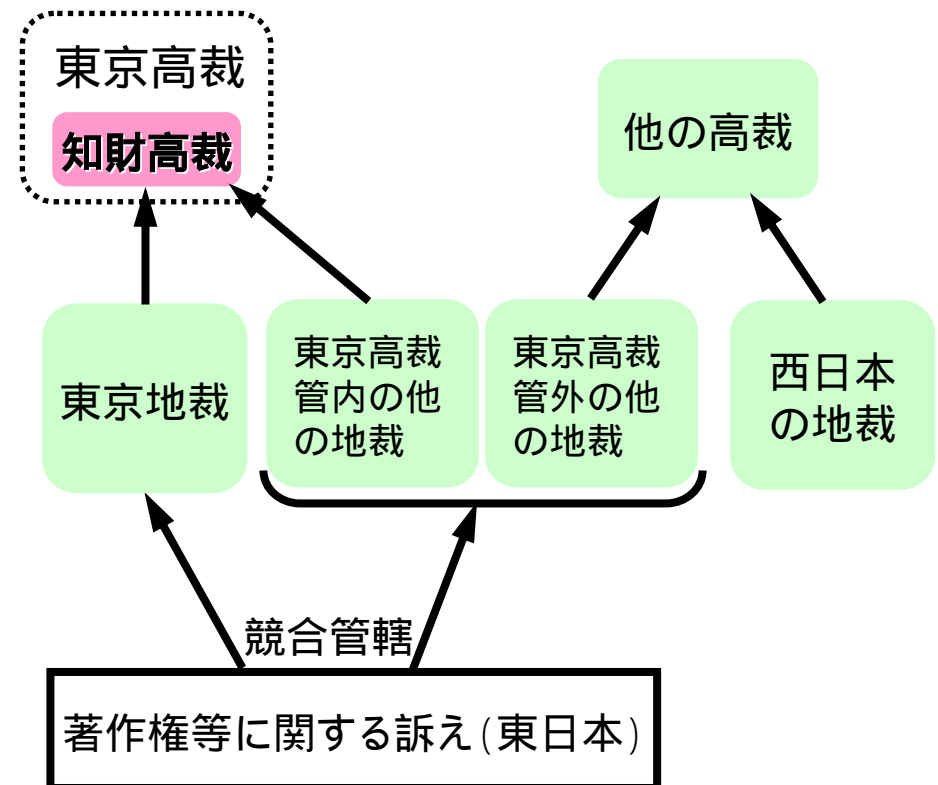 東京高裁
知財高裁
他の高裁
東京地裁
東京高裁
管内の他
の地裁
東京高裁
管外の他
の地裁
西日本
の地裁
競合管轄
著作権等に関する訴え(東日本)